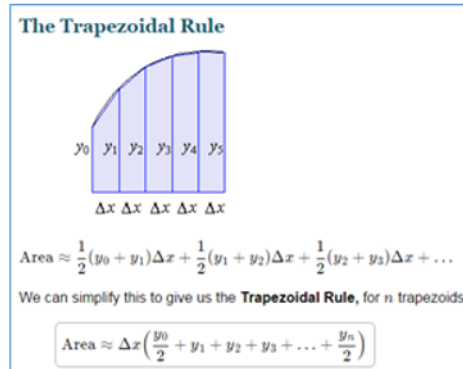 The Trapezoidal Rule
y₀ y₁ y₂ y₃ y₄ y₅
Δx Δx Δx Δx Δx
Area ≈ 1/2(y₀ + y₁)Δx + 1/2(y₁ + y₂)Δx + 1/2(y₂ + y₃)Δx + ...
We can simplify this to give us the Trapezoidal Rule, for n trapezoids
Area ≈ Δx(y₀/2 + y₁ + y₂ + y₃ + ... + yₙ/2)